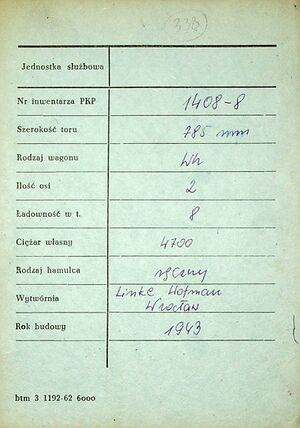 338
Jednostka służbowa
Nr inwentarza PKP 1408-8
Szerokość toru 785 mm
Rodzaj wagonu Wh
Ilość osi 2
Ładowność w t. 8
Ciężar własny 4700
Rodzaj hamulca ręczny
Wytwórnia Linke Hofman
Wrocław
Rok budowy 1943
btm 3 1192-62 6000